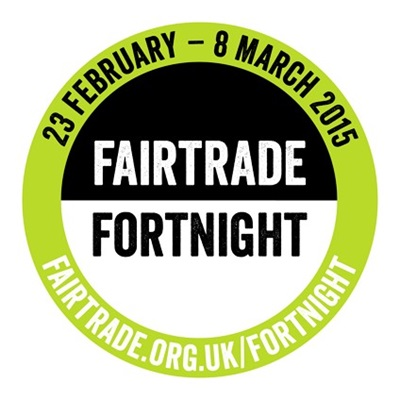 23 FEBRUARY – 8 MARCH 2015
FAIRTRADE
FORTNIGHT
FAIRTRADE.ORG.UK/FORTNIGHT